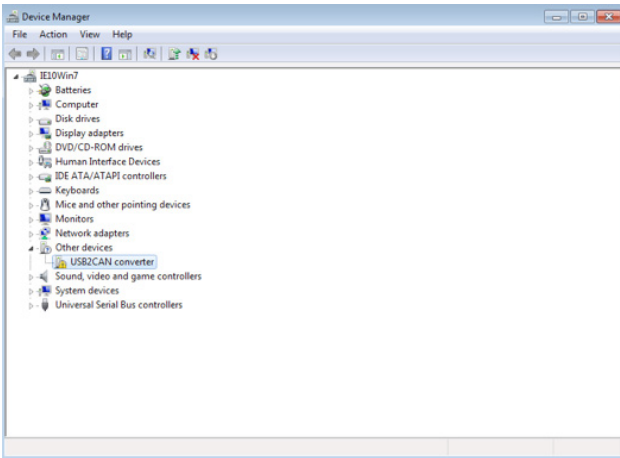 Device Manager
File Action View Help
IE10Win7
Batteries
Computer
Disk drives
Display adapters
DVD/CD-ROM drives
Human Interface Devices
IDE ATA/ATAPI controllers
Keyboards
Mice and other pointing devices
Monitors
Network adapters
Other devices
USB2CAN converter
Sound, video and game controllers
System devices
Universal Serial Bus controllers